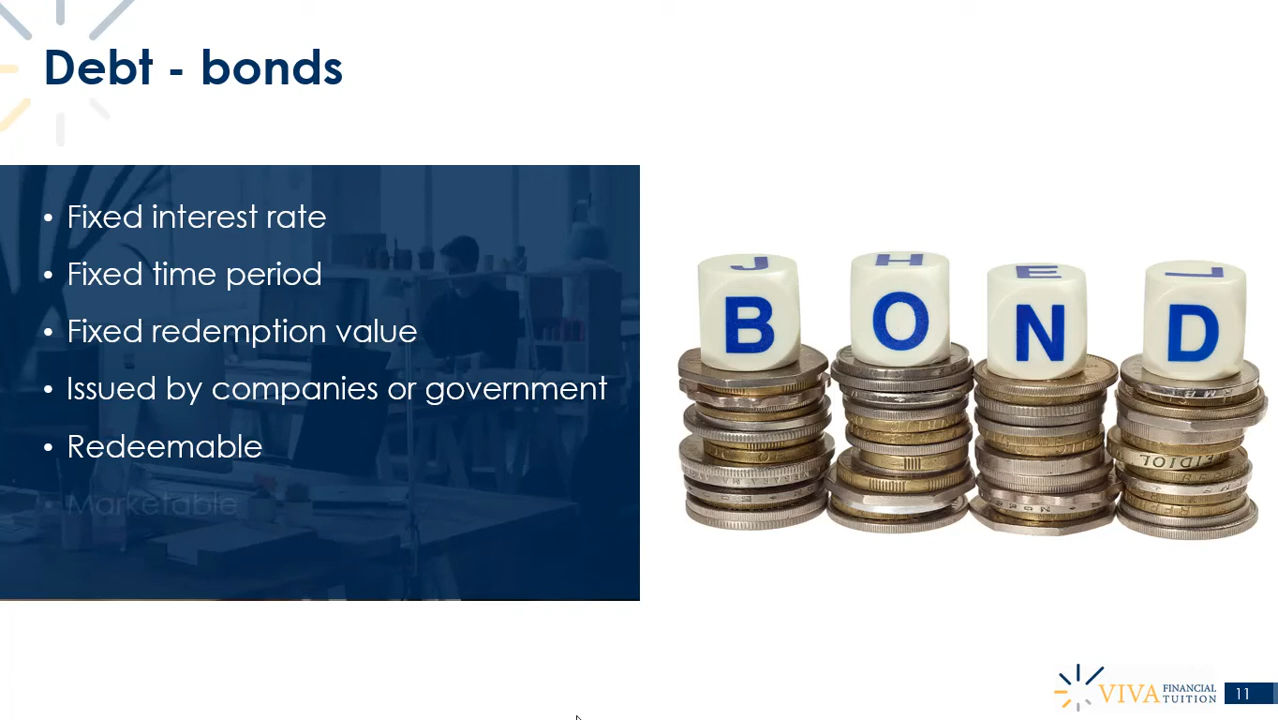 Debt - bonds
• Fixed interest rate
• Fixed time period
• Fixed redemption value
• Issued by companies or government
• Redeemable
• Marketable
J H E L
B O N D
VIVA FINANCIAL TUITION
11